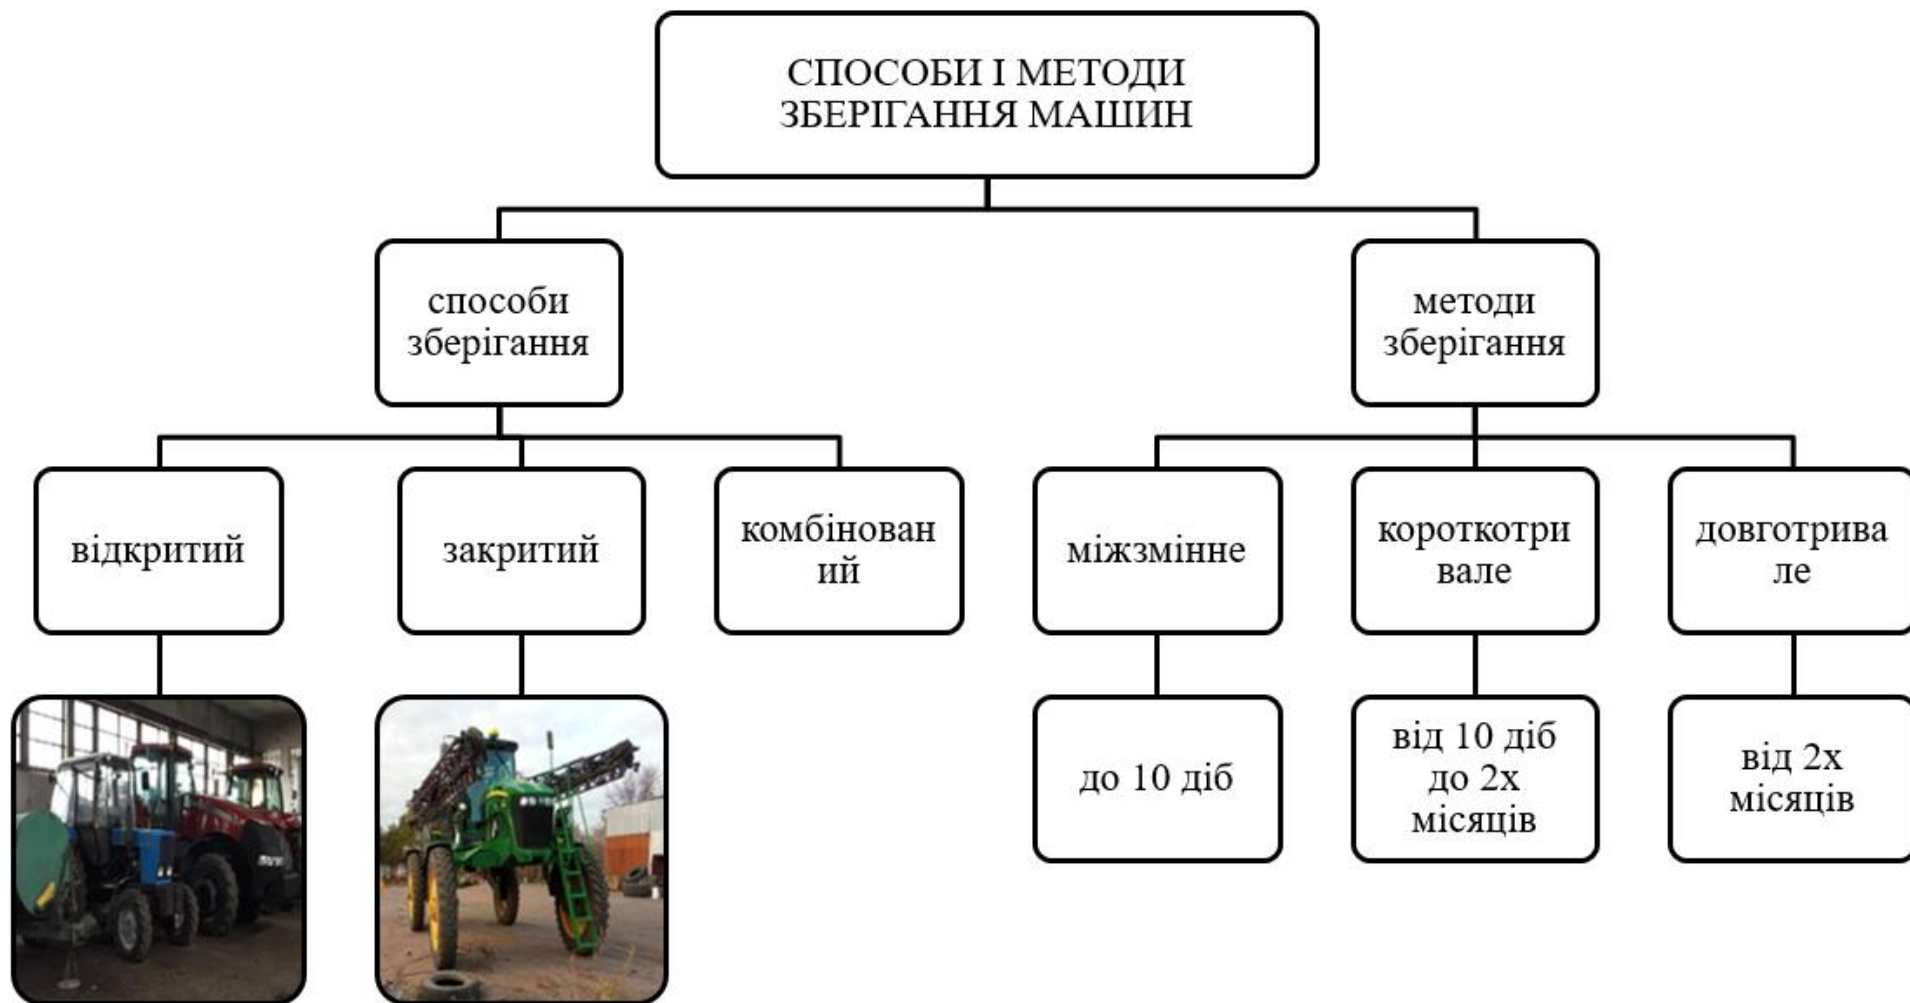 СПОСОБИ І МЕТОДИ
ЗБЕРІГАННЯ МАШИН
способи
зберігання
методи
зберігання
відкритий
закритий
комбінован
ий
міжзмінне
короткотри
вале
довготрива
ле
до 10 діб
від 10 діб
до 2х
місяців
від 2х
місяців